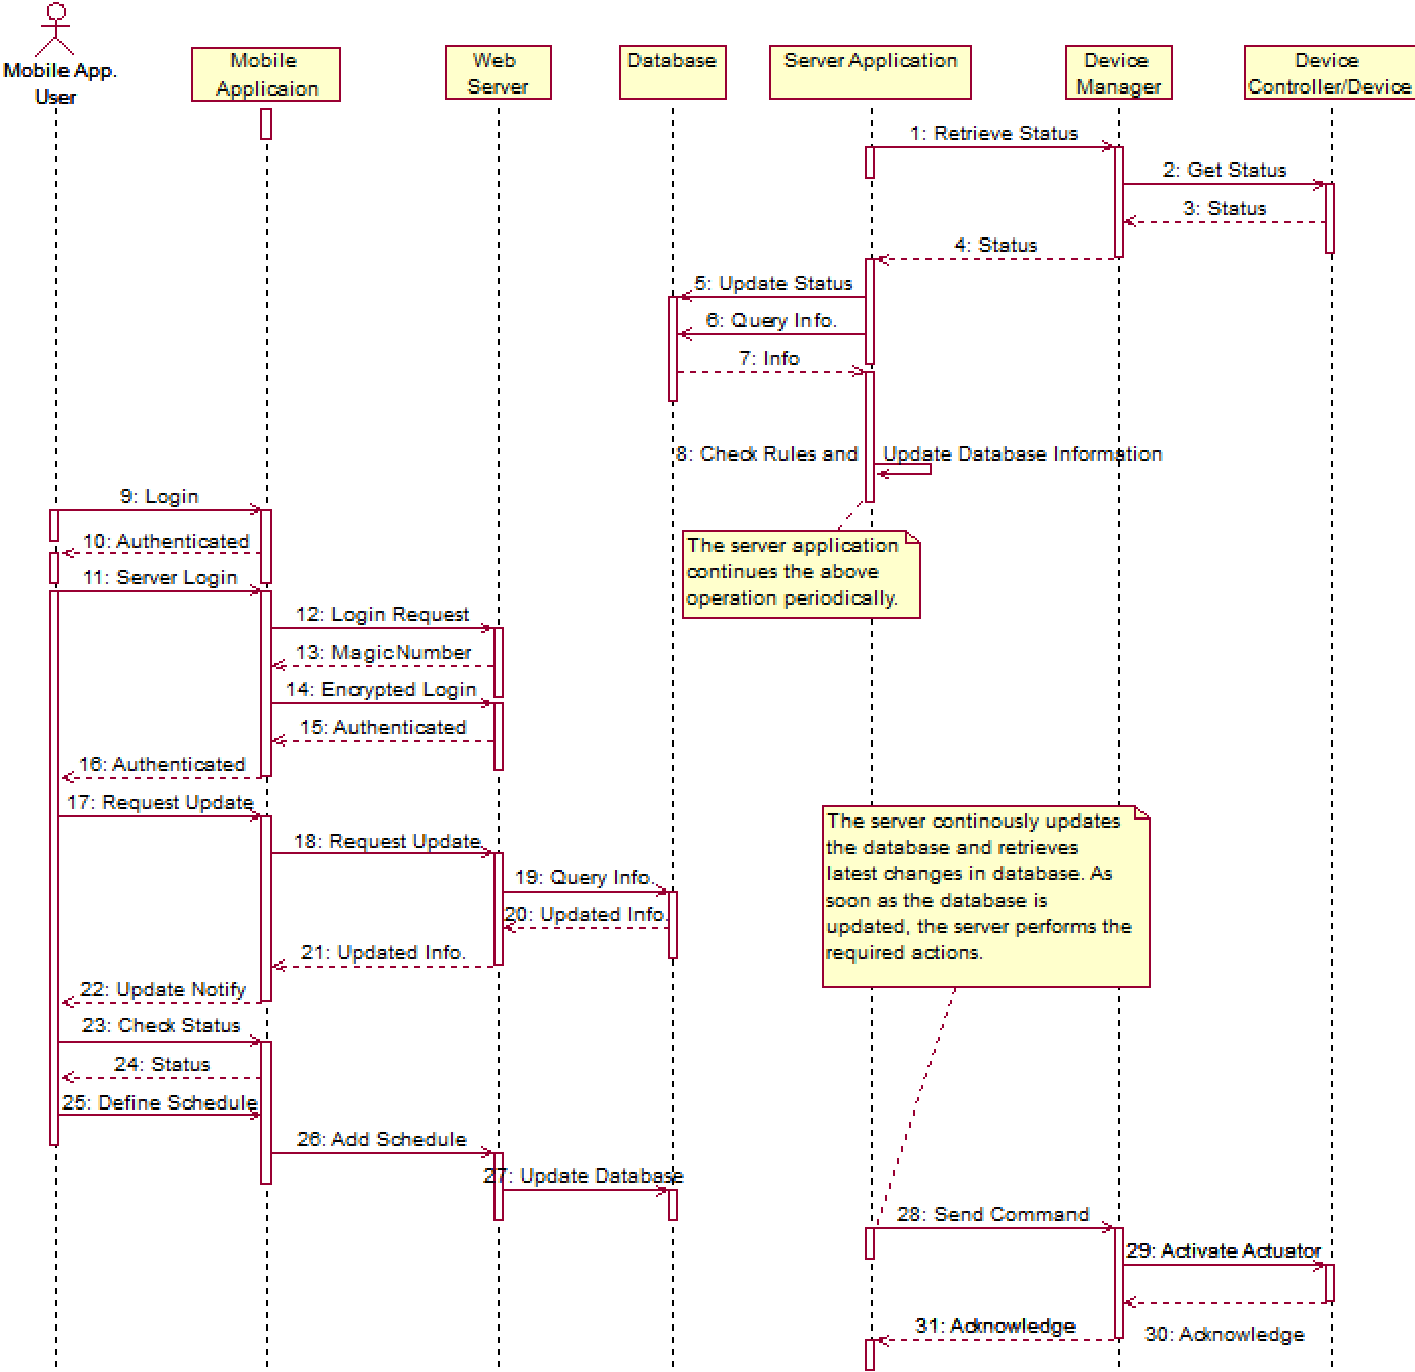 Mobile App.
User
Mobile
Applicaion
Web
Server
Database
Server Application
Device
Manager
Device
Controller/Device
1: Retrieve Status
2: Get Status
3: Status
4: Status
5: Update Status
6: Query Info.
7: Info
8: Check Rules and Update Database Information
9: Login
10: Authenticated
The server application
continues the above
operation periodically.
11: Server Login
12: Login Request
13: Magic Number
14: Encrypted Login
15: Authenticated
16: Authenticated
17: Request Update
18: Request Update.
The server continously updates
the database and retrieves
latest changes in database. As
soon as the database is
updated, the server performs the
required actions.
19: Query Info.
20: Updated Info.
21: Updated Info.
22: Update Notify
23: Check Status
24: Status
25: Define Schedule
26: Add Schedule
27: Update Database
28: Send Command
29: Activate Actuator
31: Acknowledge
30: Acknowledge